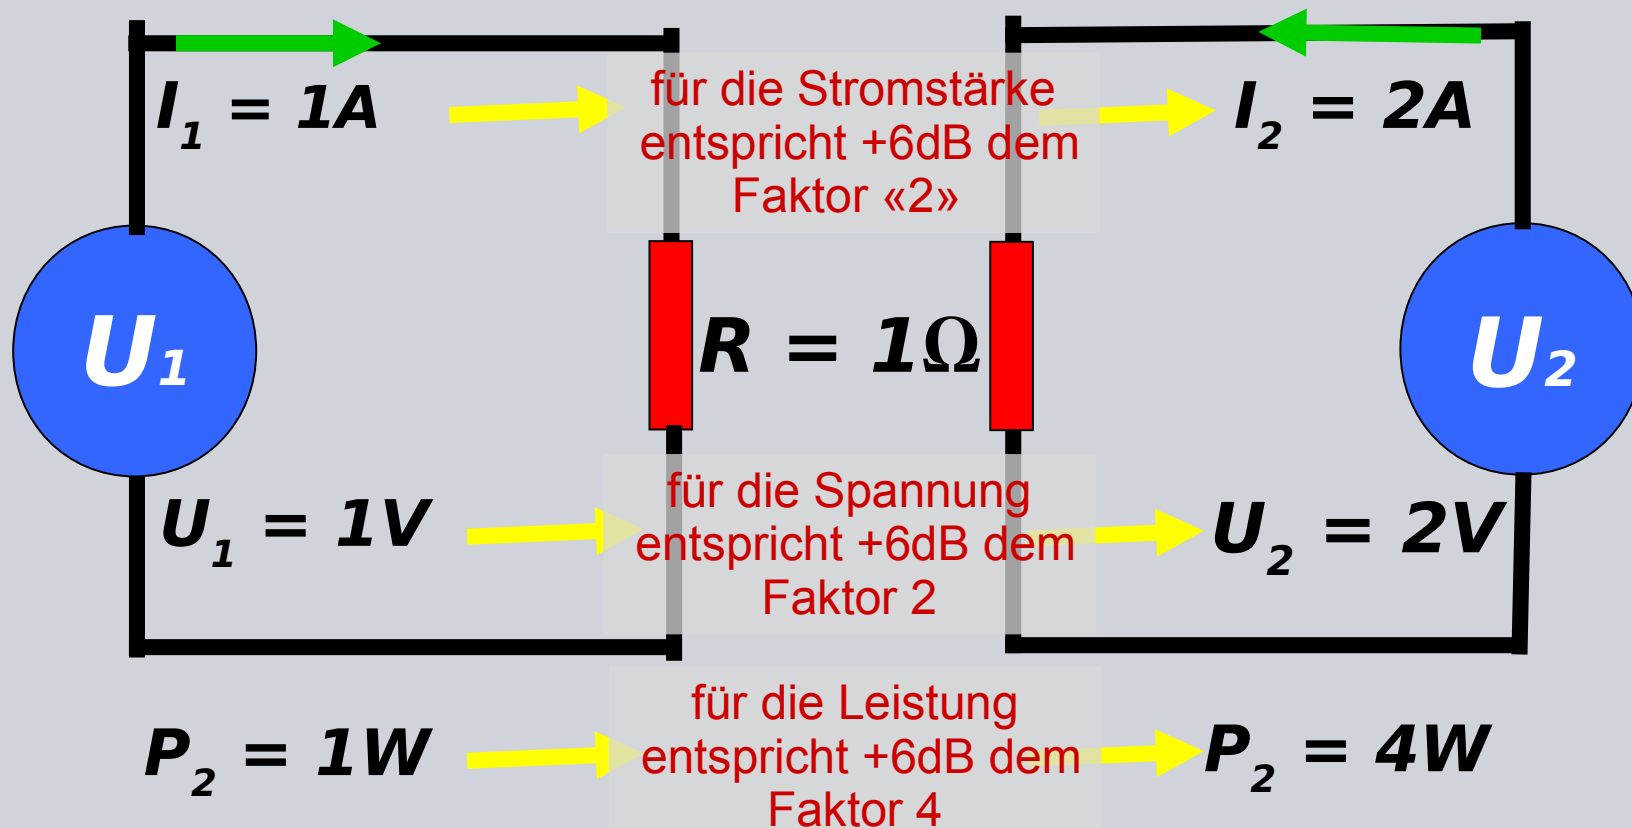 I1 = 1A
für die Stromstärke
entspricht +6dB dem
Faktor «2»
I2 = 2A
U1
R = 1Ω
U2
U1 = 1V
für die Spannung
entspricht +6dB dem
Faktor 2
U2 = 2V
P2 = 1W
für die Leistung
entspricht +6dB dem
Faktor 4
P2 = 4W